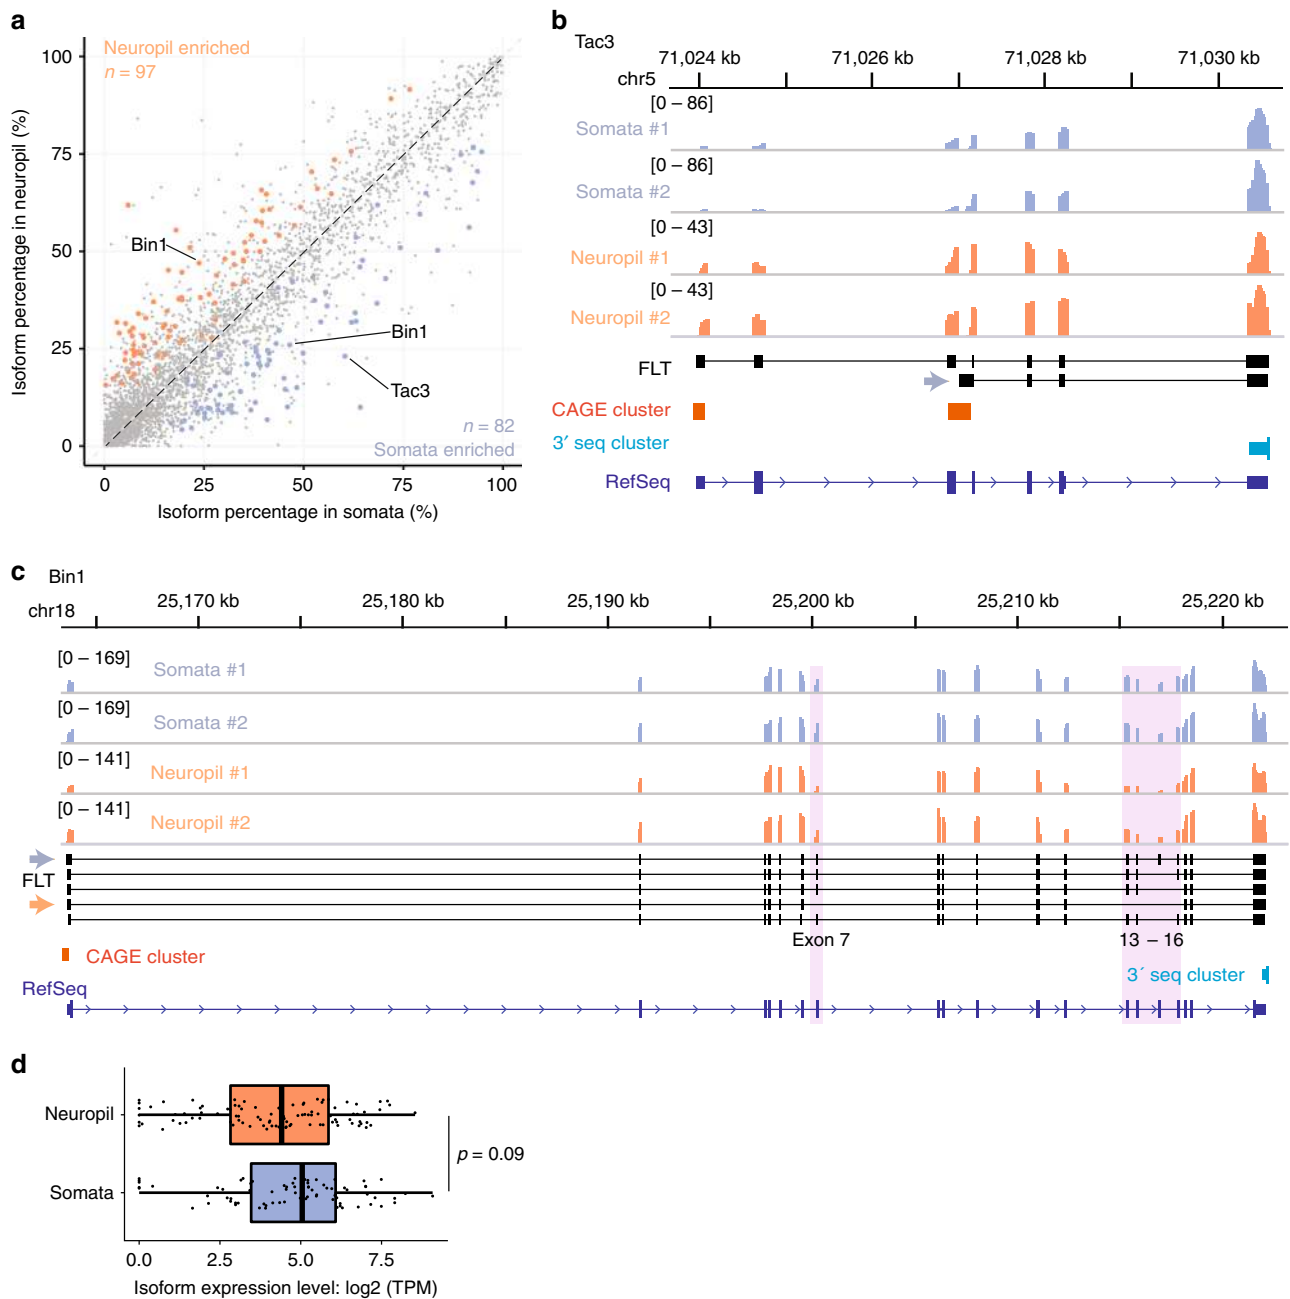 a
Neuropil enriched
n = 97
100
75
50
25
0
Isoform percentage in neuropil (%)
Bin1
Bin1
Tac3
n = 82
Somata enriched
0 25 50 75 100
Isoform percentage in somata (%)
b
Tac3
71,024 kb 71,026 kb 71,028 kb 71,030 kb
chr5
[0 – 86]
Somata #1
[0 – 86]
Somata #2
[0 – 43]
Neuropil #1
[0 – 43]
Neuropil #2
FLT
CAGE cluster
3′ seq cluster
RefSeq
c
Bin1
chr18
25,170 kb 25,180 kb 25,190 kb 25,200 kb 25,210 kb 25,220 kb
[0 – 169]
Somata #1
[0 – 169]
Somata #2
[0 – 141]
Neuropil #1
[0 – 141]
Neuropil #2
FLT
Exon 7 13 – 16
CAGE cluster
3′ seq cluster
RefSeq
d
Neuropil
Somata
p = 0.09
0.0 2.5 5.0 7.5
Isoform expression level: log2 (TPM)